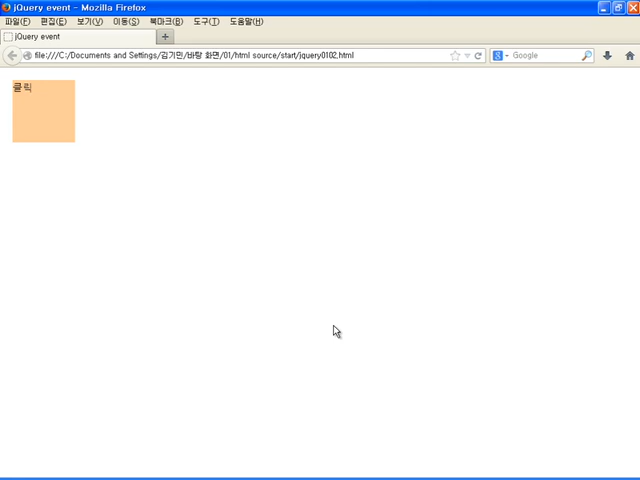 jQuery event - Mozilla Firefox
파일(F) 편집(E) 보기(V) 이동(S) 북마크(B) 도구(T) 도움말(H)
jQuery event
file:///C:/Documents and Settings/김기민/바탕 화면/01/html source/start/jquery0102.html
Google
클릭